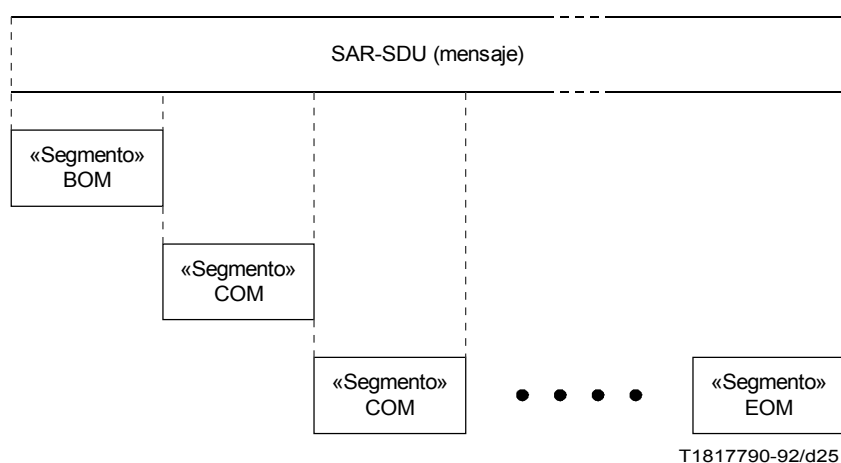 SAR-SDU (mensaje)
«Segmento»
BOM
«Segmento»
COM
«Segmento»
COM
«Segmento»
EOM
T1817790-92/d25